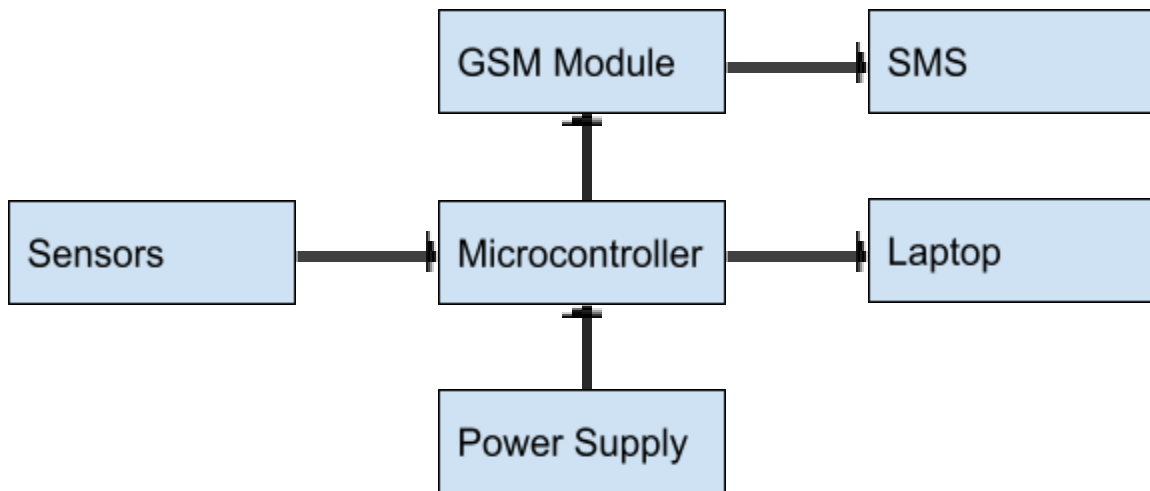 GSM Module
SMS
Sensors
Microcontroller
Laptop
Power Supply